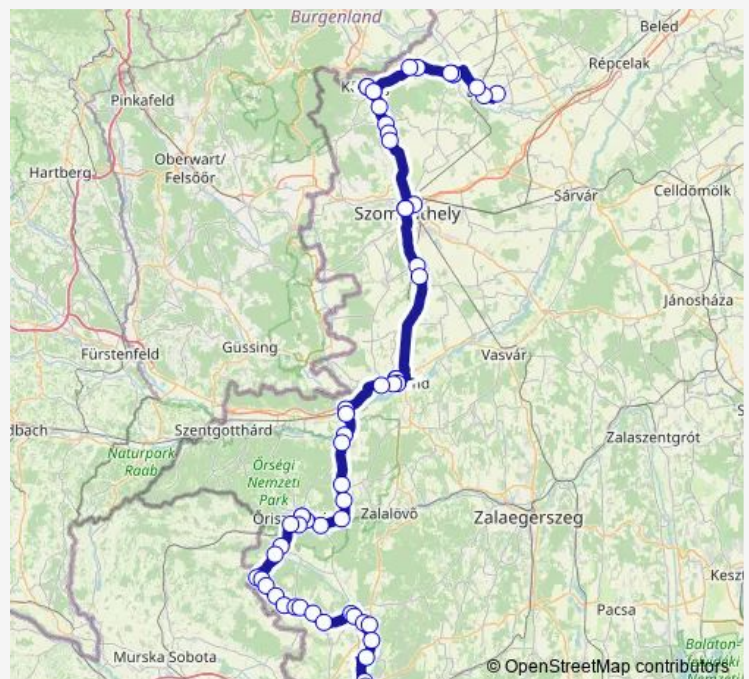 Burgenland
Beled
Répcelak
Pinkafeld
Oberwart/
Felsőőr
Hartberg
Sárvár
Celldömölk
Jánosháza
Güssing
Fürstenfeld
Vasvár
Szentgotthárd
Zalaszentgrót
Naturpark
Raab
Őrségi
Nemzeti
Park
Zalalövő
Zalaegerszeg
Pacsa
Murska Sobota
© OpenStreetMap contributors